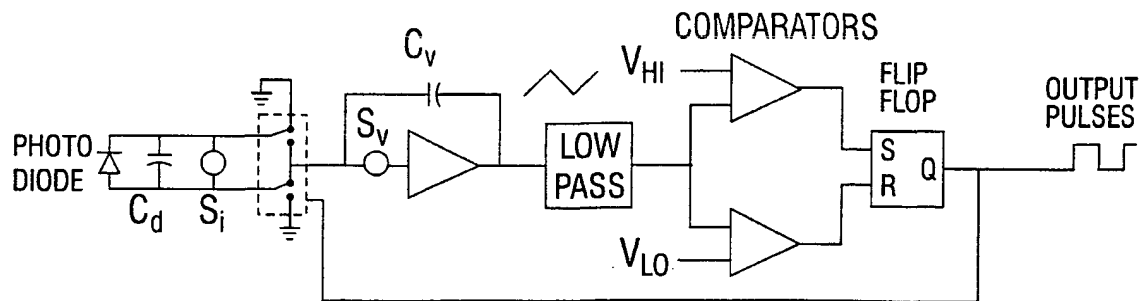 COMPARATORS
C_v
V_HI
FLIP
FLOP
OUTPUT
PULSES
PHOTO
DIODE
S_v
LOW
PASS
S
R
Q
C_d
S_i
V_LO